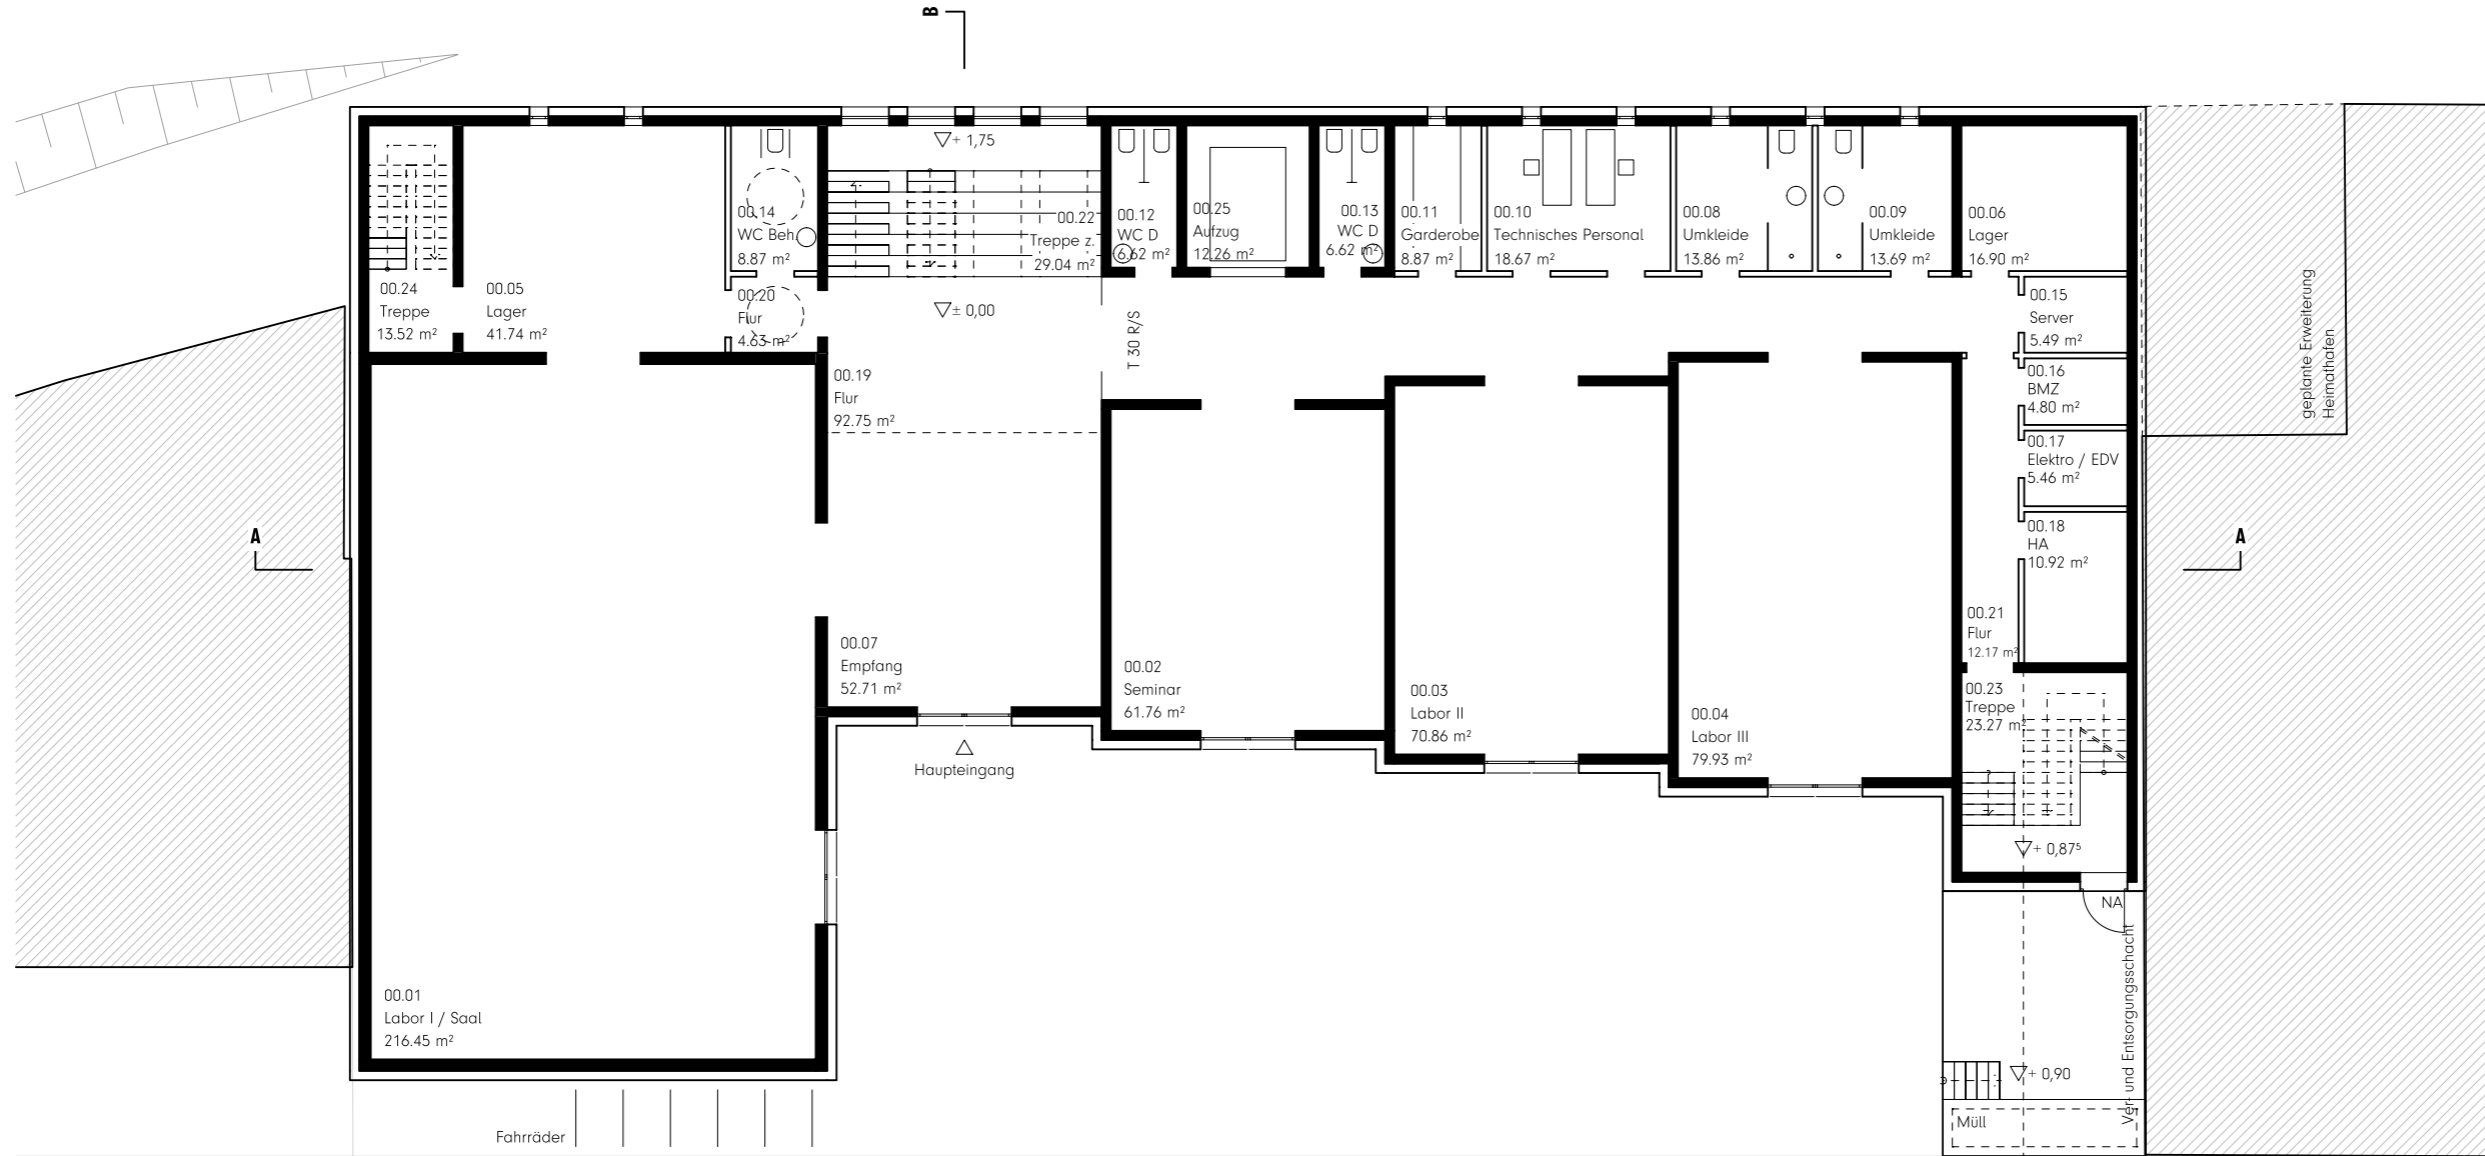 B
+ 1,75
00.14
WC Beh.
8.87 m²
00.22
Treppe z.
29.04 m²
00.12
WC D
6.62 m²
00.25
Aufzug
12.26 m²
00.13
WC D
6.62 m²
00.11
Garderobe
8.87 m²
00.10
Technisches Personal
18.67 m²
00.08
Umkleide
13.86 m²
00.09
Umkleide
13.69 m²
00.06
Lager
16.90 m²
00.24
Treppe
13.52 m²
00.05
Lager
41.74 m²
00.20
Flur
4.63 m²
± 0,00
T 30 R/S
00.15
Server
5.49 m²
00.16
BMZ
4.80 m²
00.17
Elektro / EDV
5.46 m²
00.18
HA
10.92 m²
geplante Erweiterung
Heimathafen
00.19
Flur
92.75 m²
A
A
00.07
Empfang
52.71 m²
00.02
Seminar
61.76 m²
00.03
Labor II
70.86 m²
00.04
Labor III
79.93 m²
00.21
Flur
12.17 m²
00.23
Treppe
23.27 m²
Haupteingang
+ 0,87⁵
NA
Ver- und Entsorgungsschacht
00.01
Labor I / Saal
216.45 m²
+ 0,90
Müll
Fahrräder